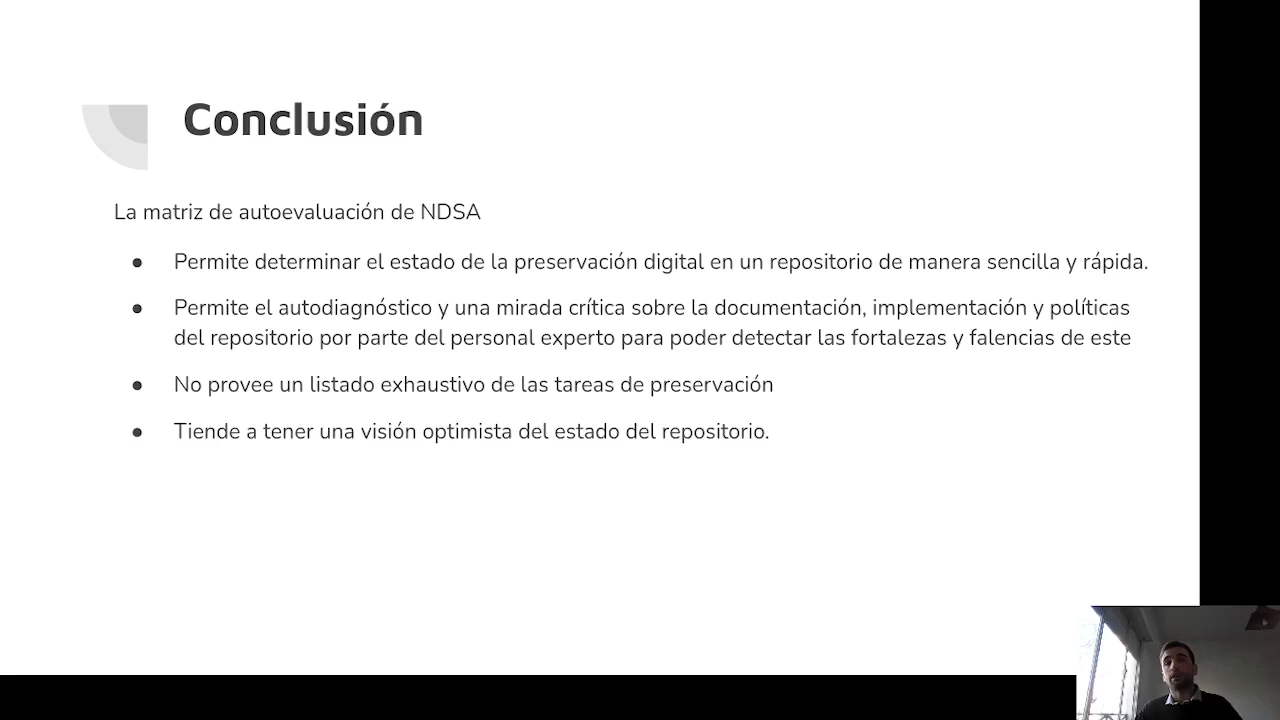 Conclusión
La matriz de autoevaluación de NDSA
● Permite determinar el estado de la preservación digital en un repositorio de manera sencilla y rápida.
● Permite el autodiagnóstico y una mirada crítica sobre la documentación, implementación y políticas
del repositorio por parte del personal experto para poder detectar las fortalezas y falencias de este
● No provee un listado exhaustivo de las tareas de preservación
● Tiende a tener una visión optimista del estado del repositorio.